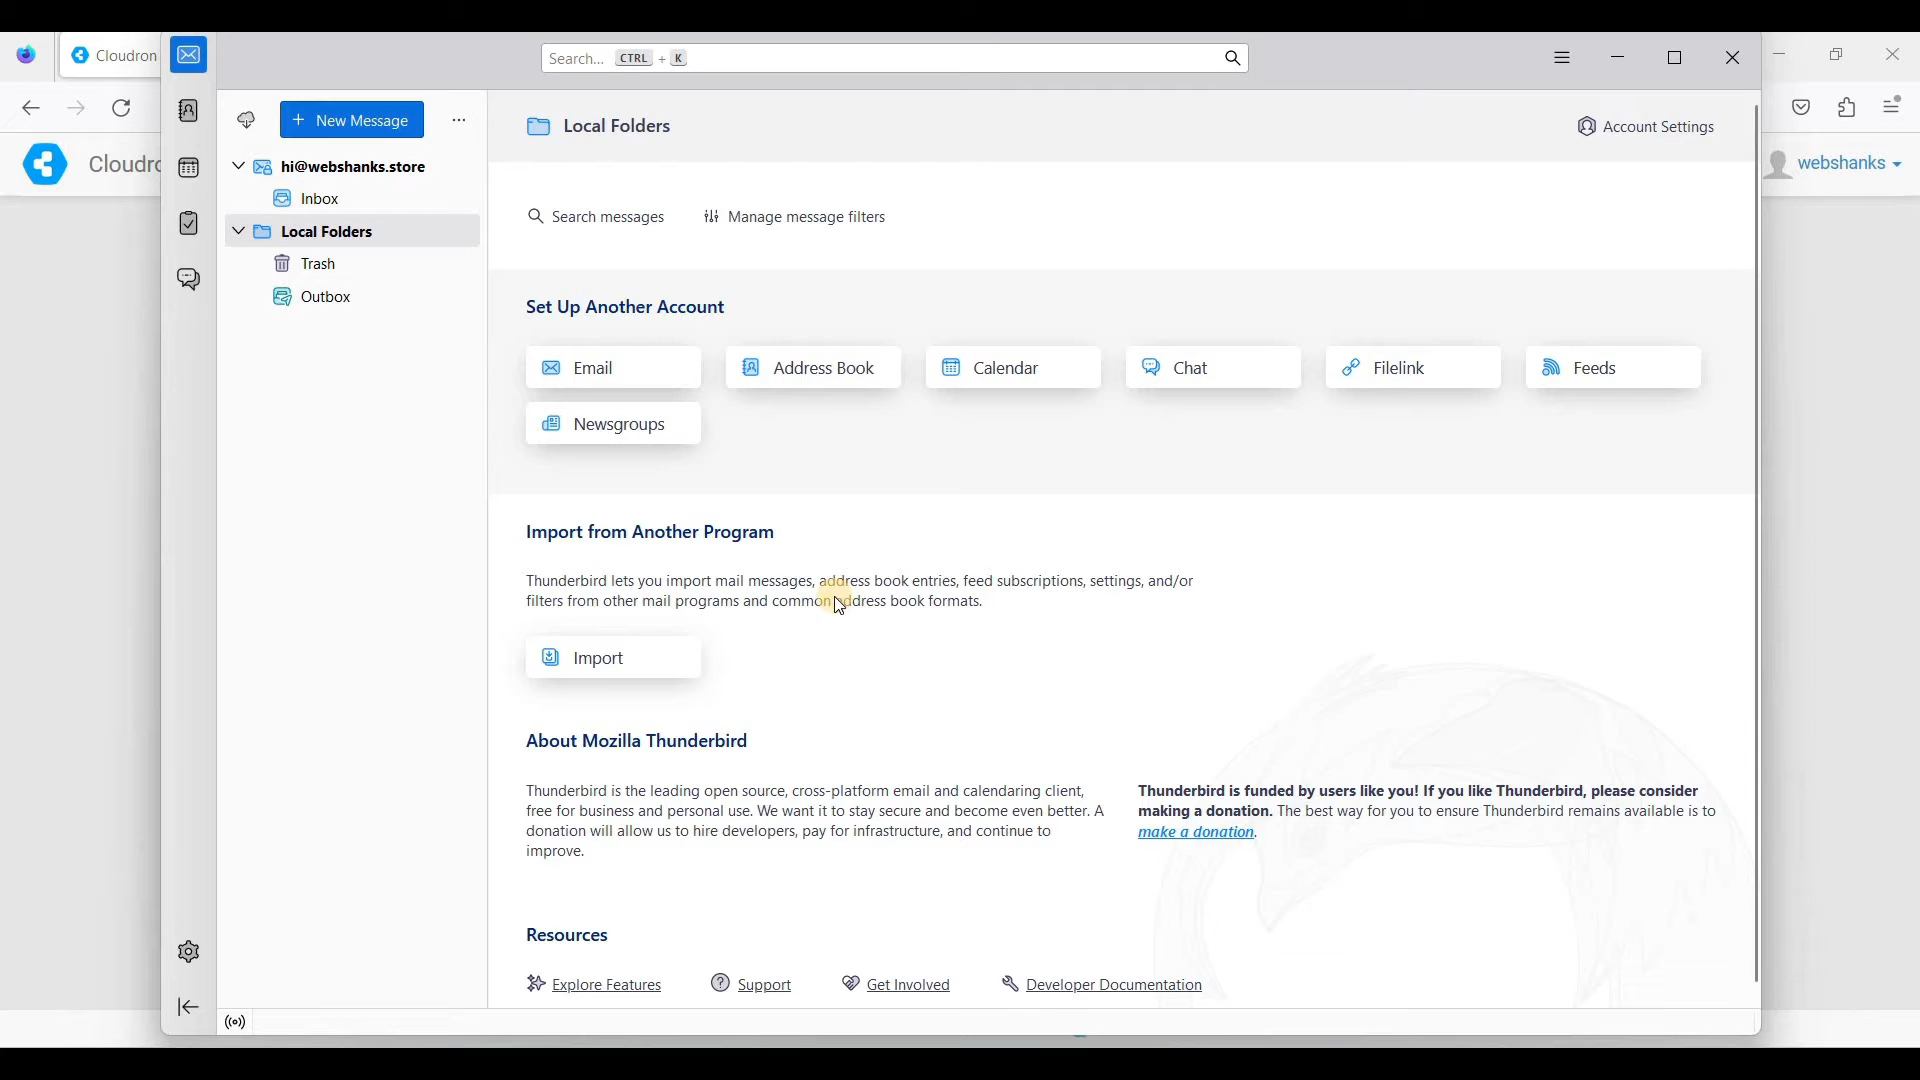 Cloudron
Search... CTRL + K
New Message
hi@webshanks.store
Inbox
Local Folders
Trash
Outbox
Local Folders
Account Settings
Search messages
Manage message filters
Set Up Another Account
Email
Address Book
Calendar
Chat
Filelink
Feeds
Newsgroups
Import from Another Program
Thunderbird lets you import mail messages, address book entries, feed subscriptions, settings, and/or
filters from other mail programs and common address book formats.
Import
About Mozilla Thunderbird
Thunderbird is the leading open source, cross-platform email and calendaring client,
free for business and personal use. We want it to stay secure and become even better. A
donation will allow us to hire developers, pay for infrastructure, and continue to
improve.
Thunderbird is funded by users like you! If you like Thunderbird, please consider
making a donation. The best way for you to ensure Thunderbird remains available is to
make a donation.
Resources
Explore Features
Support
Get Involved
Developer Documentation
Cloudro
webshanks